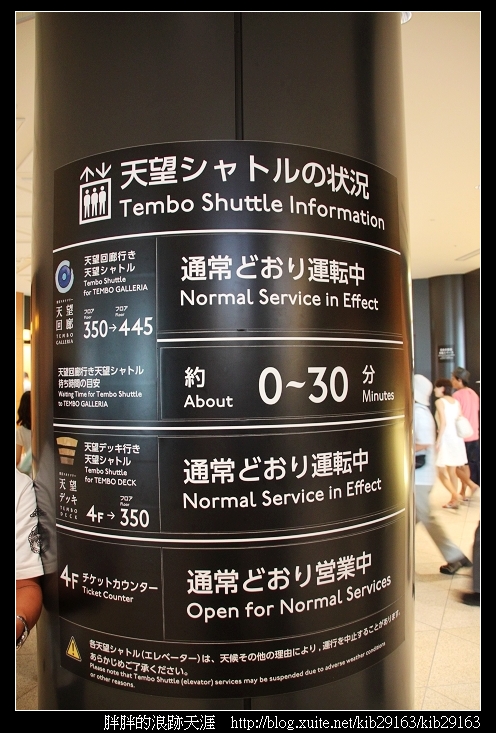 天望シャトルの状況
Tembo Shuttle Information
天望回廊行き
天望シャトル
Tembo Shuttle
for TEMBO GALLERIA
天望回廊
TEMBO
GALLERIA
フロア フロア
Floor Floor
350→445
通常どおり運転中
Normal Service in Effect
天望回廊行き天望シャトル
待ち時間の目安
Waiting Time for Tembo Shuttle
to TEMBO GALLERIA
約 0~30 分
About Minutes
天望デッキ行き
天望シャトル
Tembo Shuttle
for TEMBO DECK
天望デッキ
TEMBO
DECK
フロア
Floor
4F→350
通常どおり運転中
Normal Service in Effect
4F チケットカウンター
Ticket Counter
通常どおり営業中
Open for Normal Services
各天望シャトル(エレベーター)は、天候その他の理由により、運行を中止することがあります。
あらかじめご了承ください。
Please note that Tembo Shuttle (elevator) services may be suspended due to adverse weather conditions
or other reasons.
胖胖的浪跡天涯 http://blog.xuite.net/kib29163/kib29163